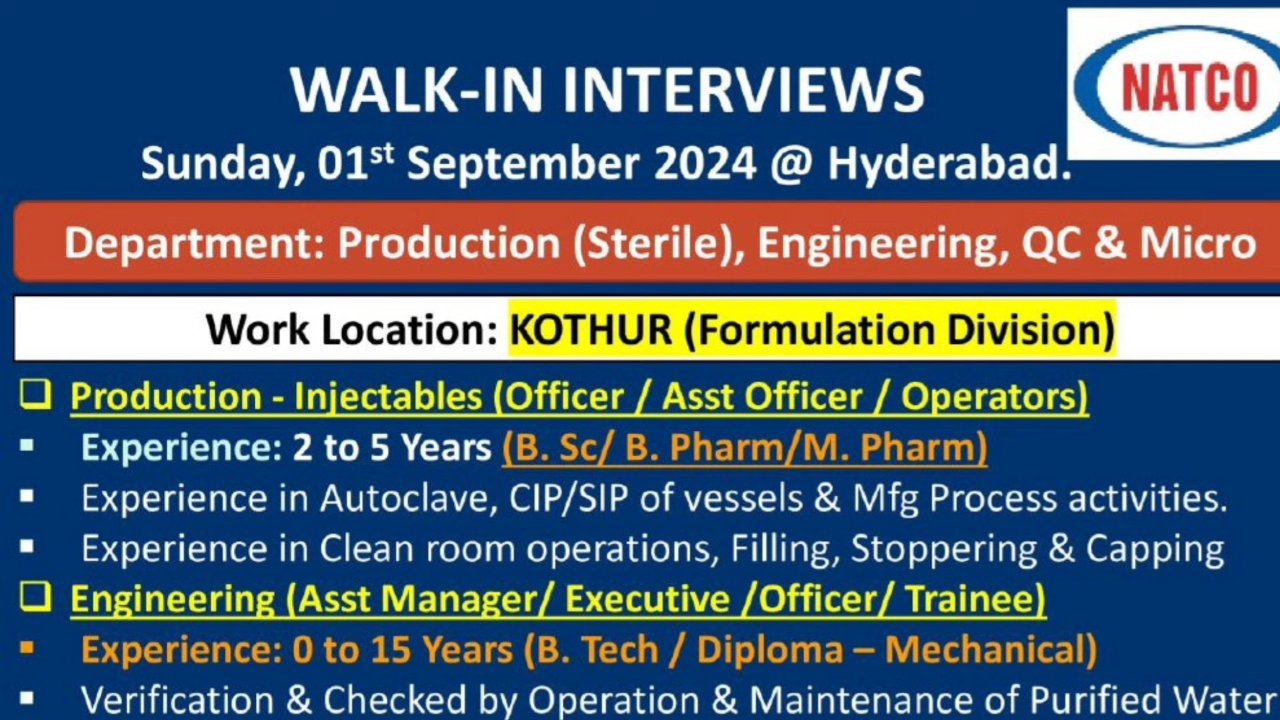 WALK-IN INTERVIEWS
NATCO
Sunday, 01st September 2024 @ Hyderabad.
Department: Production (Sterile), Engineering, QC & Micro
Work Location: KOTHUR (Formulation Division)
Production - Injectables (Officer / Asst Officer / Operators)
Experience: 2 to 5 Years (B. Sc/ B. Pharm/M. Pharm)
Experience in Autoclave, CIP/SIP of vessels & Mfg Process activities.
Experience in Clean room operations, Filling, Stoppering & Capping
Engineering (Asst Manager/ Executive /Officer/ Trainee)
Experience: 0 to 15 Years (B. Tech / Diploma – Mechanical)
Verification & Checked by Operation & Maintenance of Purified Water